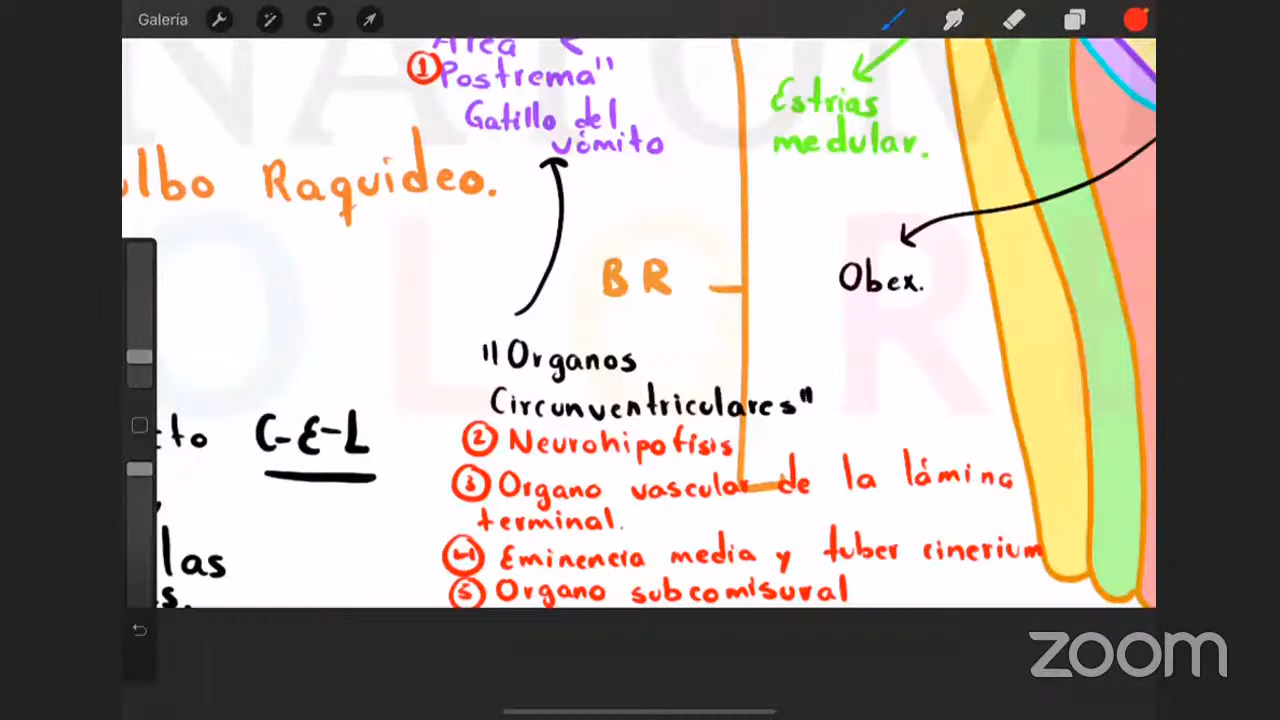 Galería
Área
① Postrema"
Gatillo del
vómito
Estrias
medular.
ulbo Raquideo.
BR
Obex.
"Organos
Circunventriculares"
C-E-L
② Neurohipofisis
③ Organo vascular de la lámina
terminal.
④ Eminencia media y tuber cinerium
⑤ Organo subcomisural
las
zoom